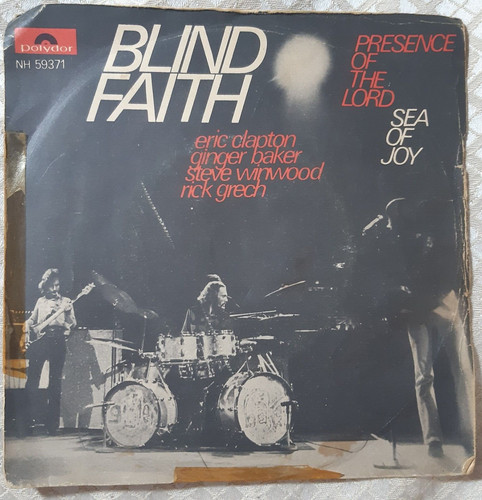 polydor
NH 59371
BLIND
FAITH
PRESENCE
OF
THE
LORD
SEA
OF
JOY
eric clapton
ginger baker
steve winwood
rick grech